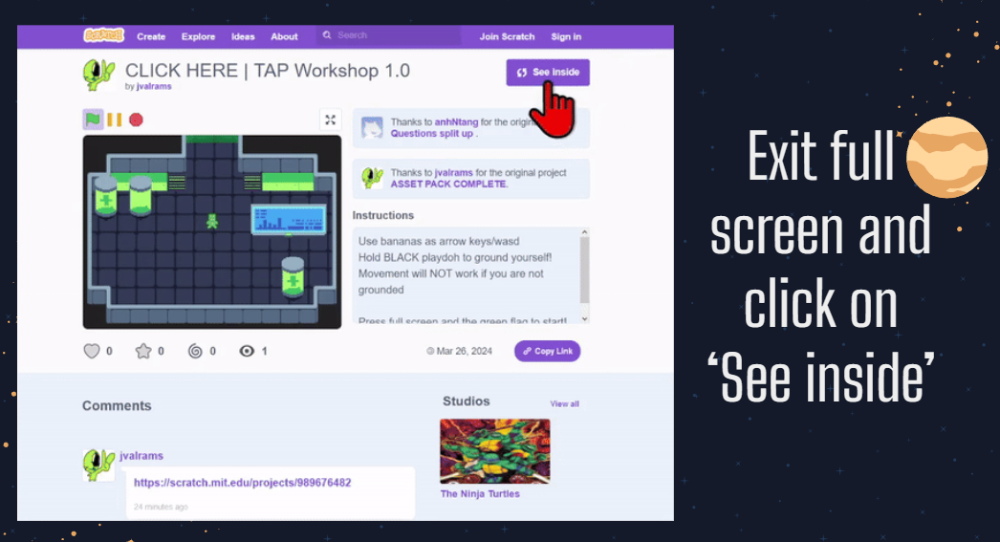 SCRATCH Create Explore Ideas About Search Join Scratch Sign in
CLICK HERE | TAP Workshop 1.0
by jvalrams
See inside
Thanks to anhNtang for the origin
Questions split up .
Thanks to jvalrams for the original project
ASSET PACK COMPLETE.
Instructions
Use bananas as arrow keys/wasd
Hold BLACK playdoh to ground yourself!
Movement will NOT work if you are not
grounded
Press full screen and the green flag to start!
0 0 0 1
© Mar 26, 2024
Copy Link
Comments
Studios
View all
jvalrams
https://scratch.mit.edu/projects/989676482
24 minutes ago
The Ninja Turtles
Exit full
screen and
click on
‘See inside’